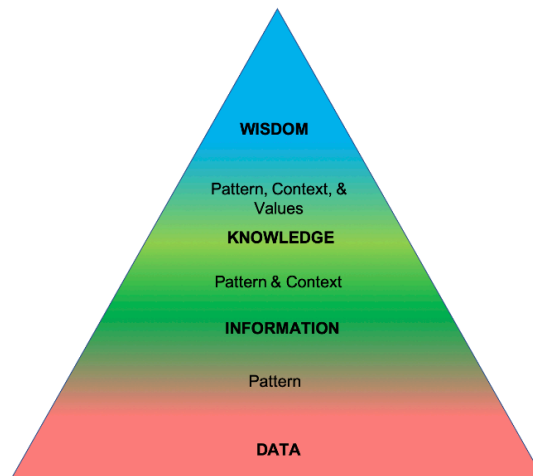 WISDOM
Pattern, Context, &
Values
KNOWLEDGE
Pattern & Context
INFORMATION
Pattern
DATA